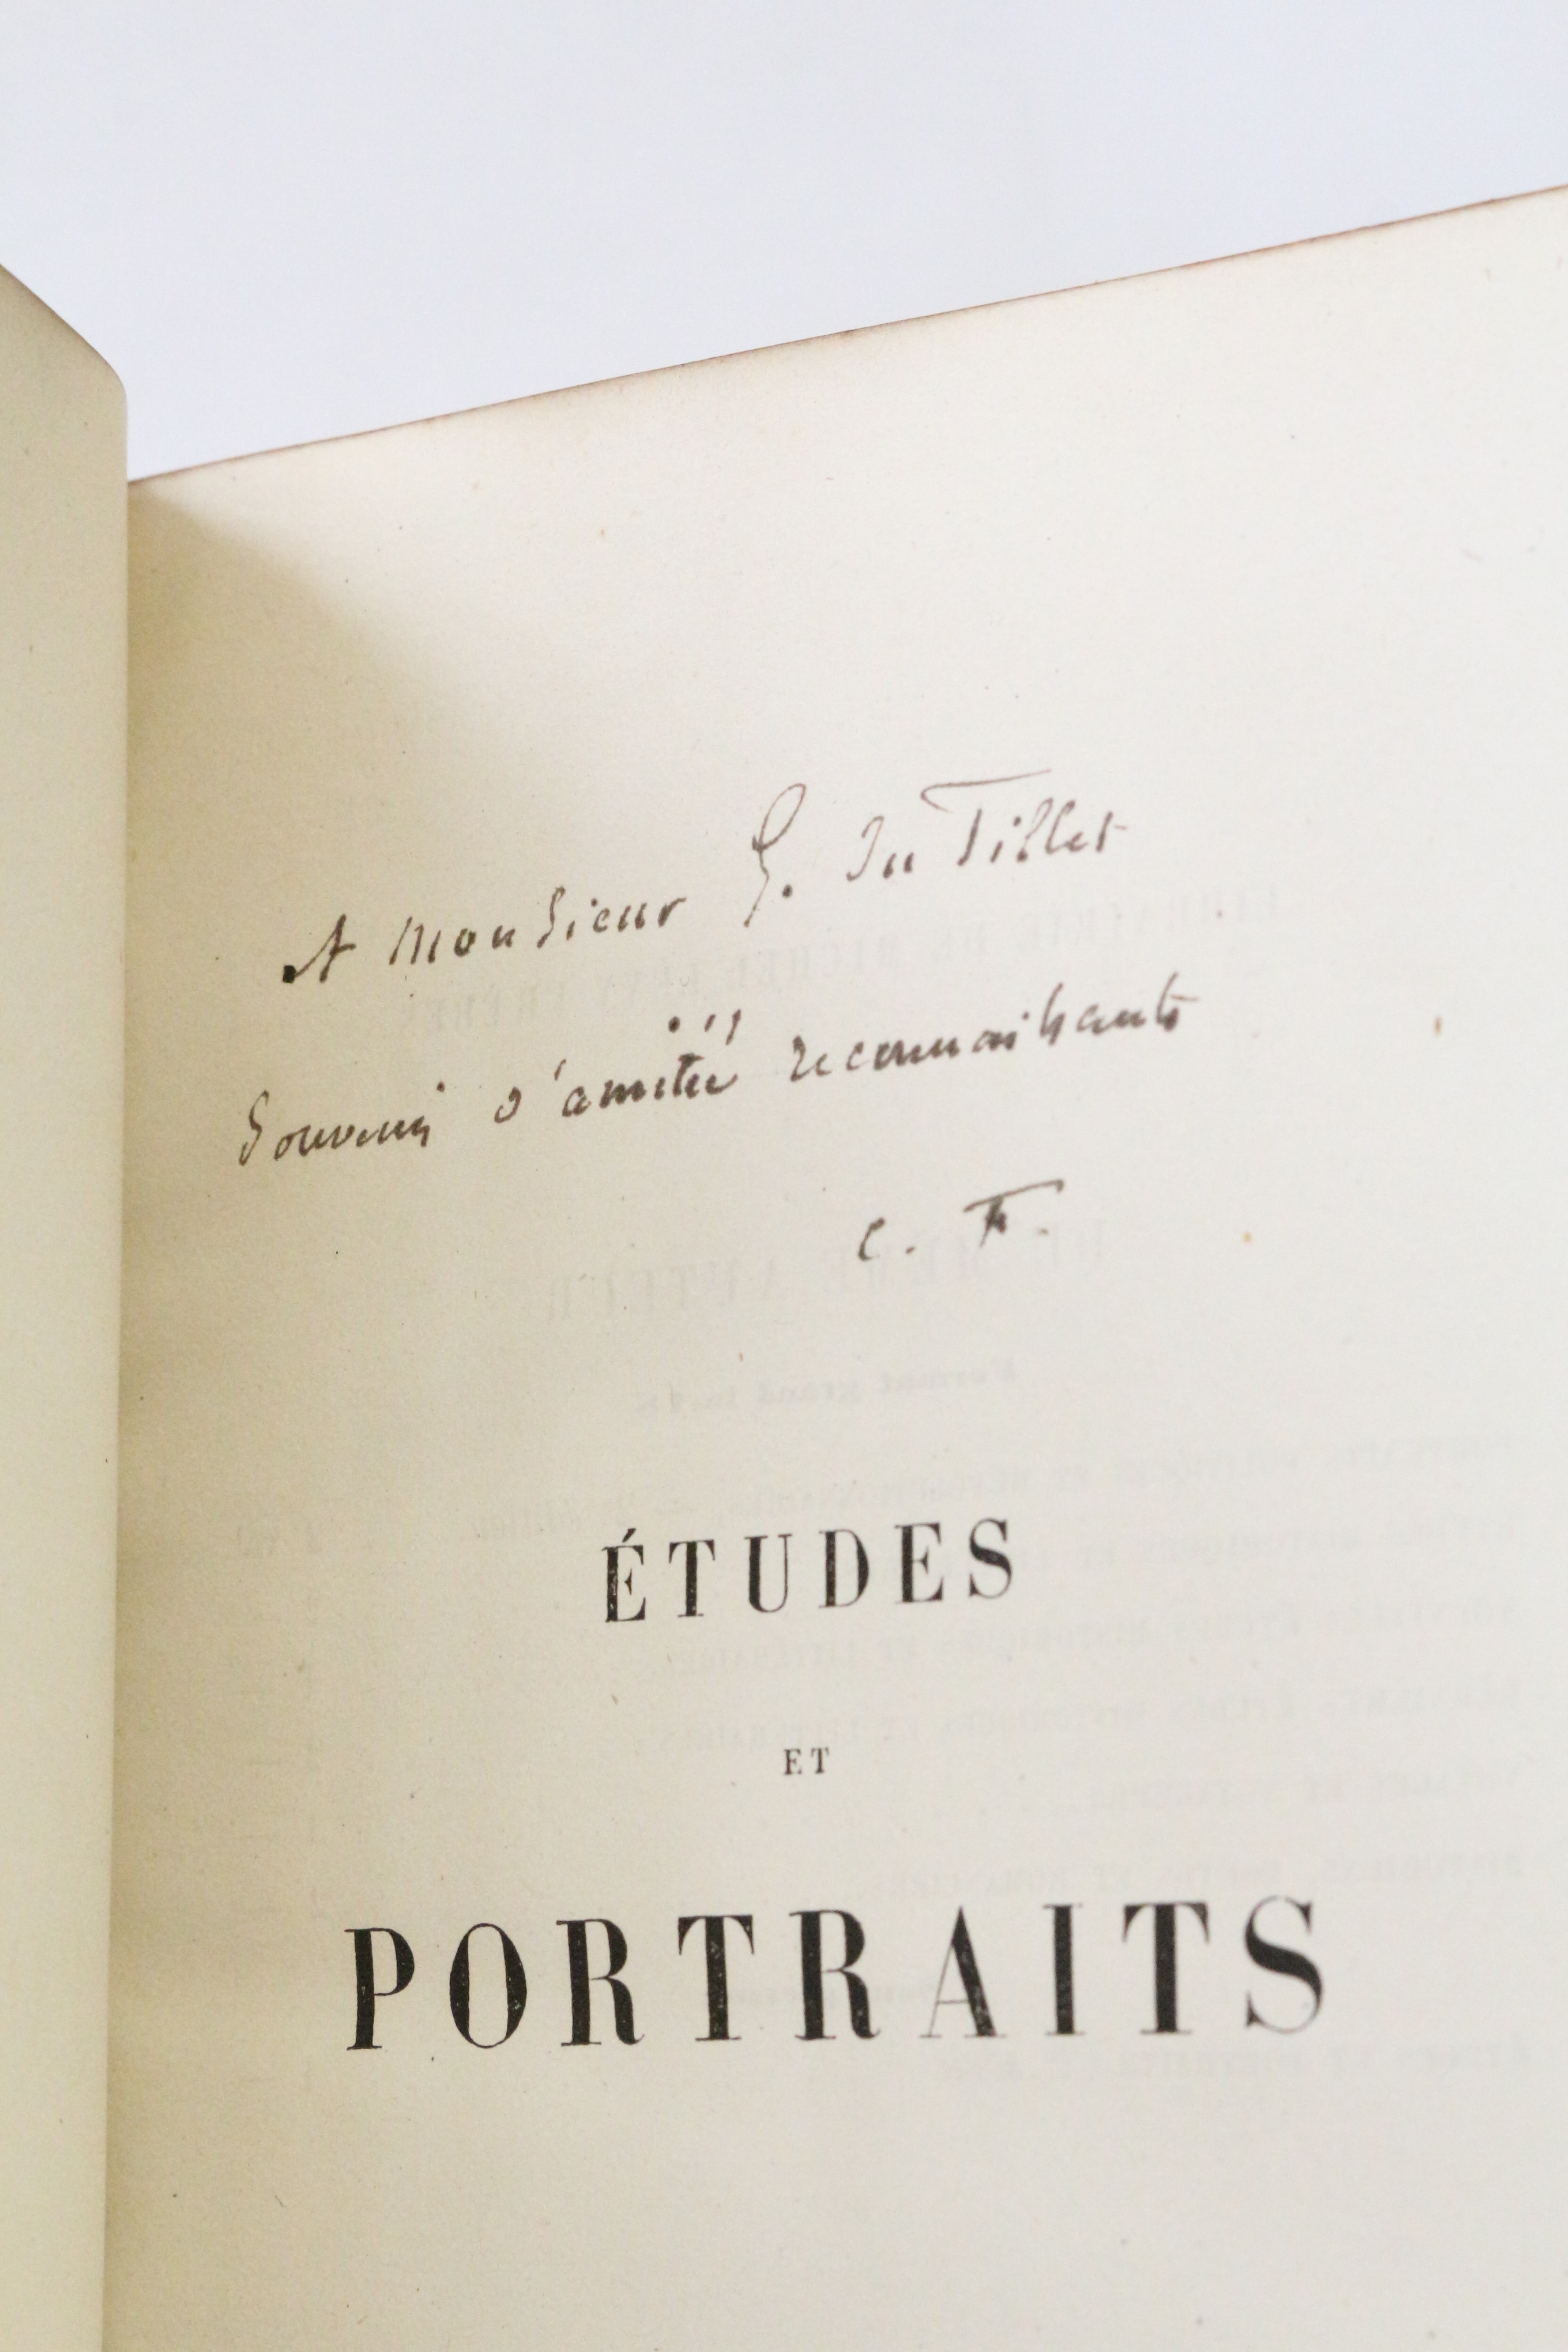 A Monsieur G. Du Tillet
Souvenir d'amitié reconnaissante
C. F.
ÉTUDES
ET
PORTRAITS